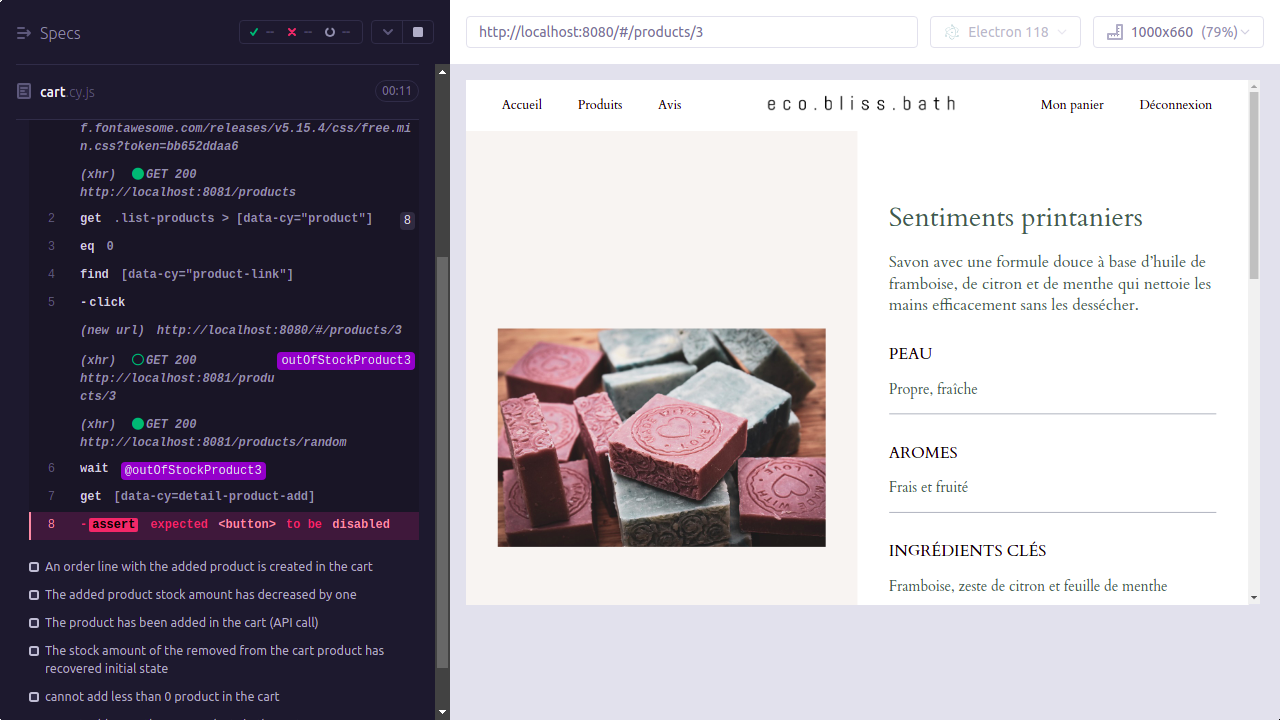 Specs
--
--
--
http://localhost:8080/#/products/3
Electron 118
1000x660 (79%)
cart.cy.js
00:11
f.fontawesome.com/releases/v5.15.4/css/free.mi
n.css?token=bb652ddaa6
(xhr) GET 200
http://localhost:8081/products
2 get .list-products > [data-cy="product"] 8
3 eq 0
4 find [data-cy="product-link"]
5 -click
(new url) http://localhost:8080/#/products/3
(xhr) GET 200 outOfStockProduct3
http://localhost:8081/produ
cts/3
(xhr) GET 200
http://localhost:8081/products/random
6 wait @outOfStockProduct3
7 get [data-cy=detail-product-add]
8 -assert expected <button> to be disabled
An order line with the added product is created in the cart
The added product stock amount has decreased by one
The product has been added in the cart (API call)
The stock amount of the removed from the cart product has
recovered initial state
cannot add less than 0 product in the cart
Accueil Produits Avis eco.bliss.bath Mon panier Déconnexion
Sentiments printaniers
Savon avec une formule douce à base d’huile de
framboise, de citron et de menthe qui nettoie les
mains efficacement sans les dessécher.
PEAU
Propre, fraîche
AROMES
Frais et fruité
INGRÉDIENTS CLÉS
Framboise, zeste de citron et feuille de menthe